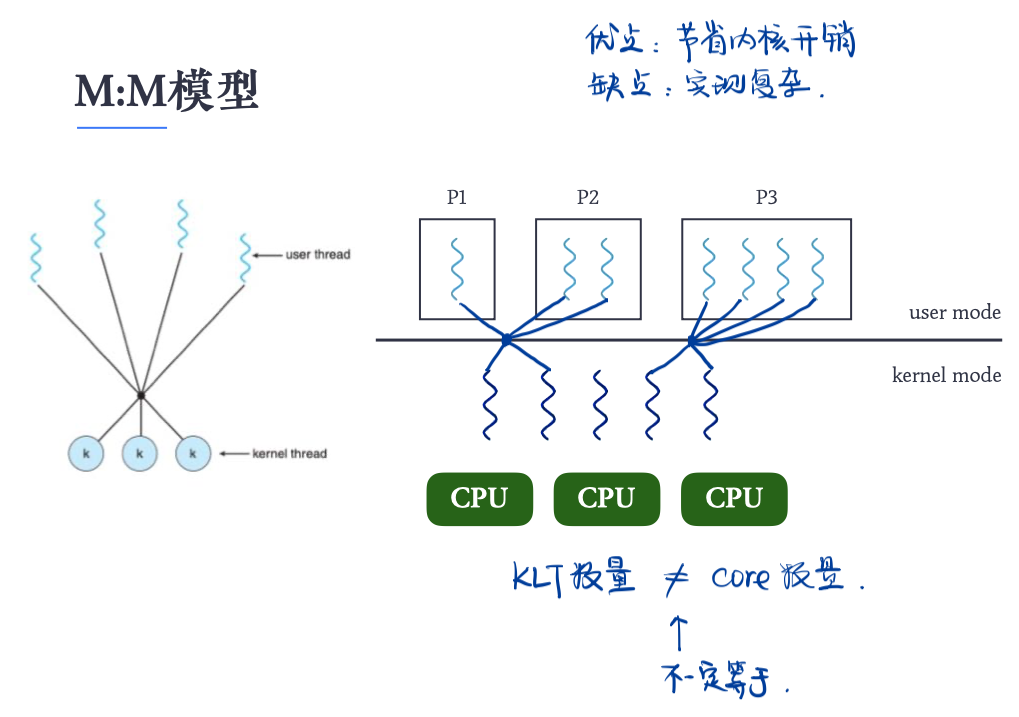 优点：节省内核开销
缺点：实现复杂.
M:M模型
P1
P2
P3
user thread
user mode
kernel mode
k
k
k
kernel thread
CPU
CPU
CPU
KLT数量 ≠ core数量.
↑
不一定等于.